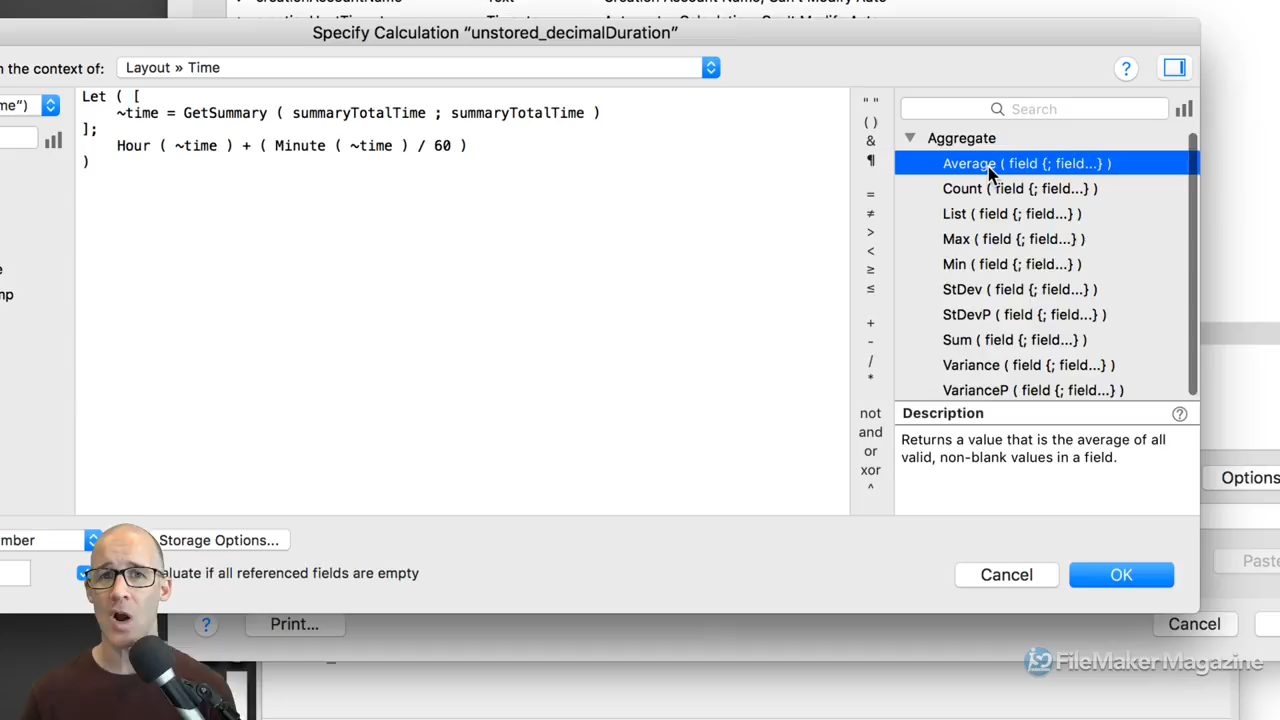 Specify Calculation “unstored_decimalDuration”
n the context of:
Layout » Time
?
me”)
Let ( [
~time = GetSummary ( summaryTotalTime ; summaryTotalTime )
];
Hour ( ~time ) + ( Minute ( ~time ) / 60 )
)
e
mp
" "
( )
&
¶
=
≠
>
<
≥
≤
+
-
/
*
not
and
or
xor
^
Search
Aggregate
Average ( field {; field...} )
Count ( field {; field...} )
List ( field {; field...} )
Max ( field {; field...} )
Min ( field {; field...} )
StDev ( field {; field...} )
StDevP ( field {; field...} )
Sum ( field {; field...} )
Variance ( field {; field...} )
VarianceP ( field {; field...} )
Description
?
Returns a value that is the average of all
valid, non-blank values in a field.
Options
mber
Storage Options...
luate if all referenced fields are empty
Cancel
OK
Paste
?
Print...
Cancel
FileMaker Magazine